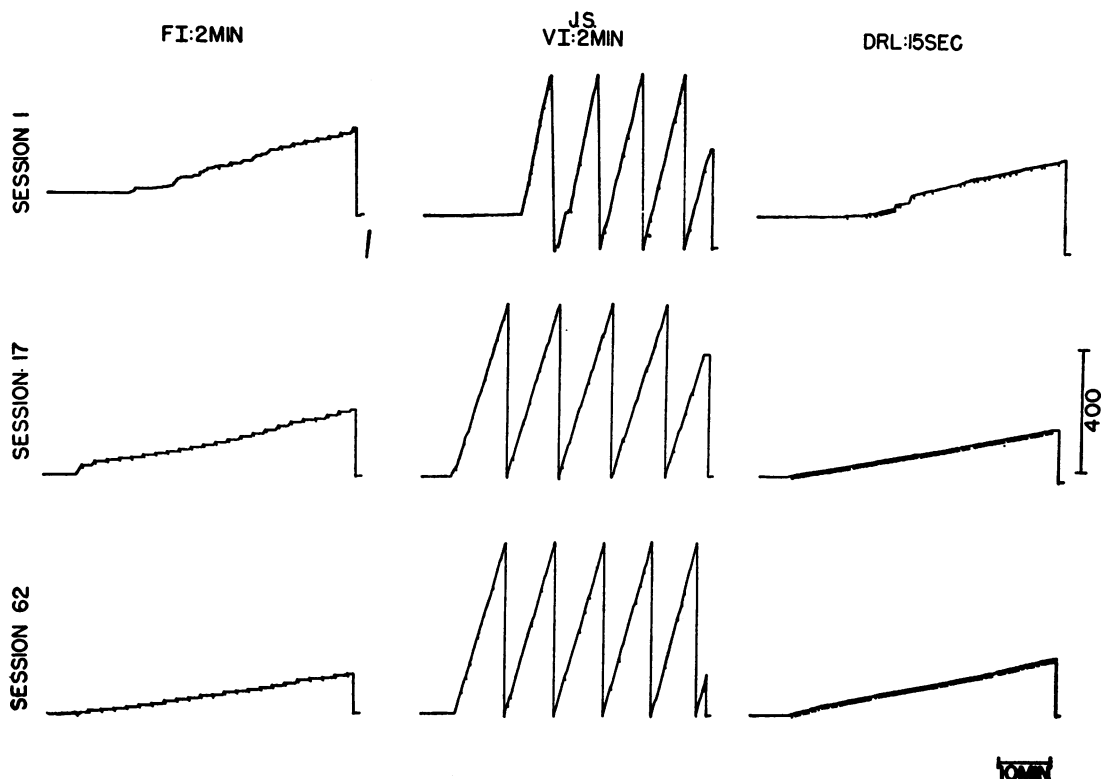 FI:2MIN
J.S.
VI:2MIN
DRL:15SEC
SESSION 1
SESSION 17
400
SESSION 62
10MIN